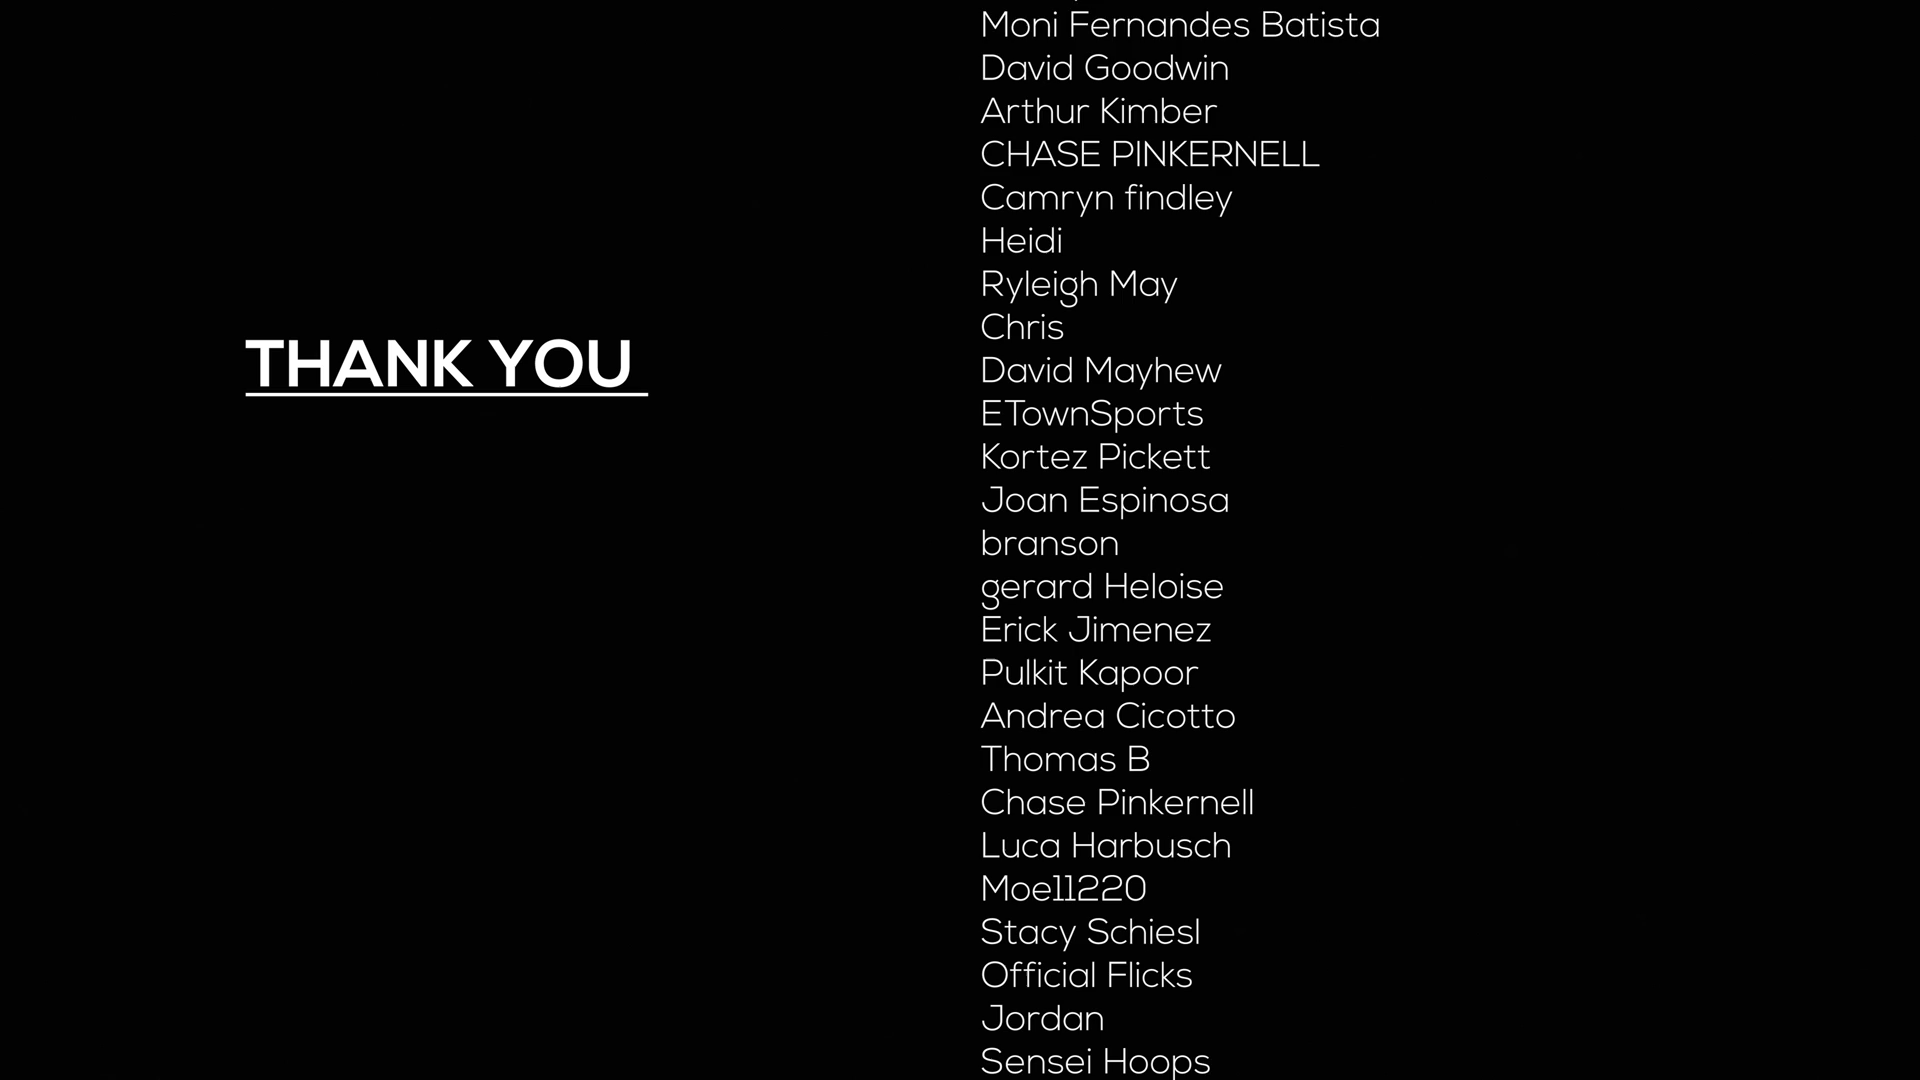 THANK YOU
Moni Fernandes Batista
David Goodwin
Arthur Kimber
CHASE PINKERNELL
Camryn findley
Heidi
Ryleigh May
Chris
David Mayhew
ETownSports
Kortez Pickett
Joan Espinosa
branson
gerard Heloise
Erick Jimenez
Pulkit Kapoor
Andrea Cicotto
Thomas B
Chase Pinkernell
Luca Harbusch
Moe11220
Stacy Schiesl
Official Flicks
Jordan
Sensei Hoops